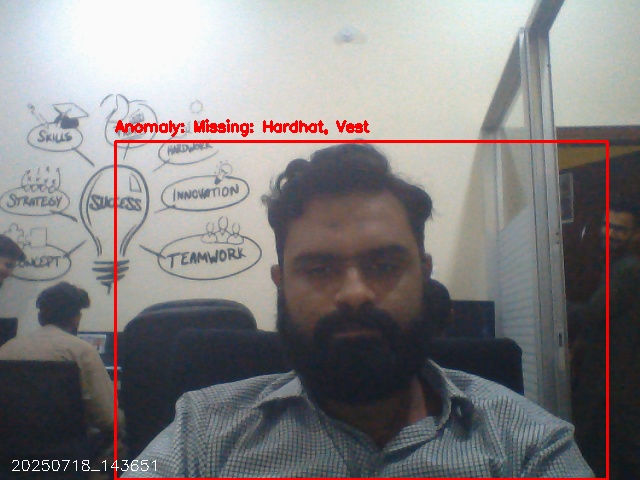 Anomaly: Missing: Hardhat, Vest
SKILLS
HARDWORK
STRATEGY
SUCCESS
INNOVATION
CONCEPT
TEAMWORK
20250718_143651